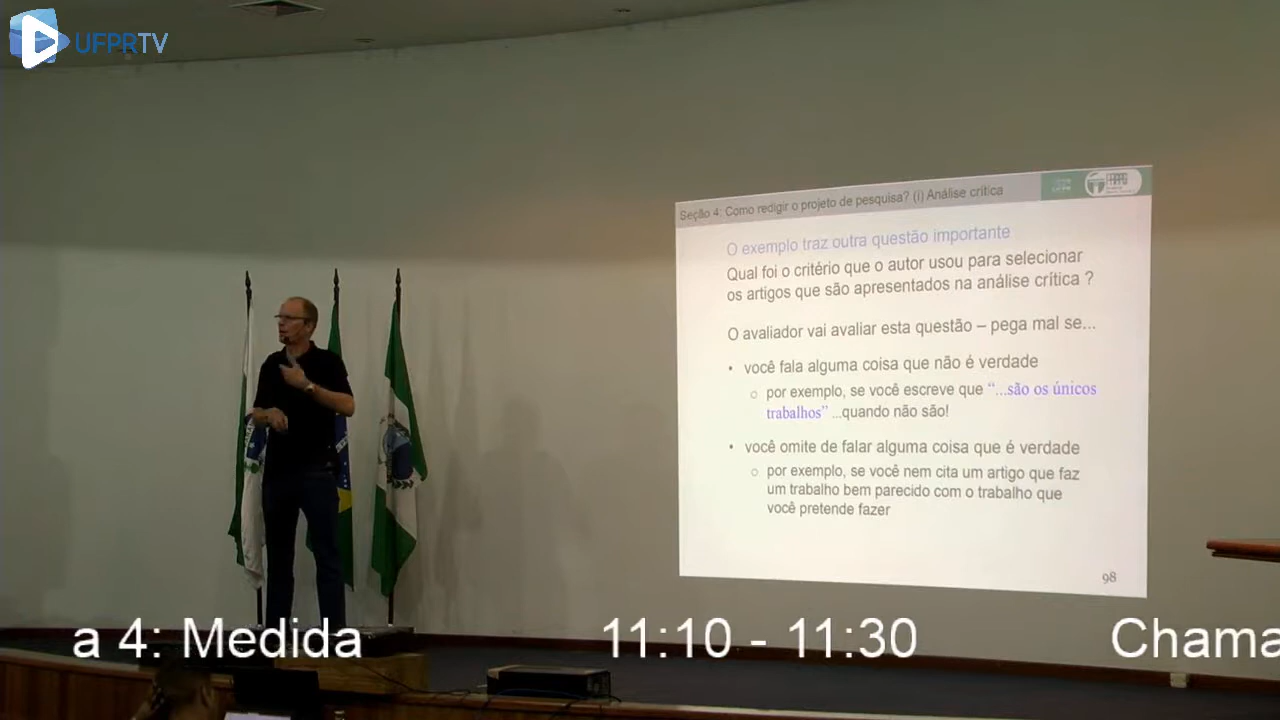 UFPRTV
Seção 4: Como redigir o projeto de pesquisa? (i) Análise crítica
O exemplo traz outra questão importante
Qual foi o critério que o autor usou para selecionar
os artigos que são apresentados na análise crítica ?
O avaliador vai avaliar esta questão – pega mal se...
• você fala alguma coisa que não é verdade
○ por exemplo, se você escreve que “...são os únicos
trabalhos” ...quando não são!
• você omite de falar alguma coisa que é verdade
○ por exemplo, se você nem cita um artigo que faz
um trabalho bem parecido com o trabalho que
você pretende fazer
98
a 4: Medida 11:10 - 11:30 Chama